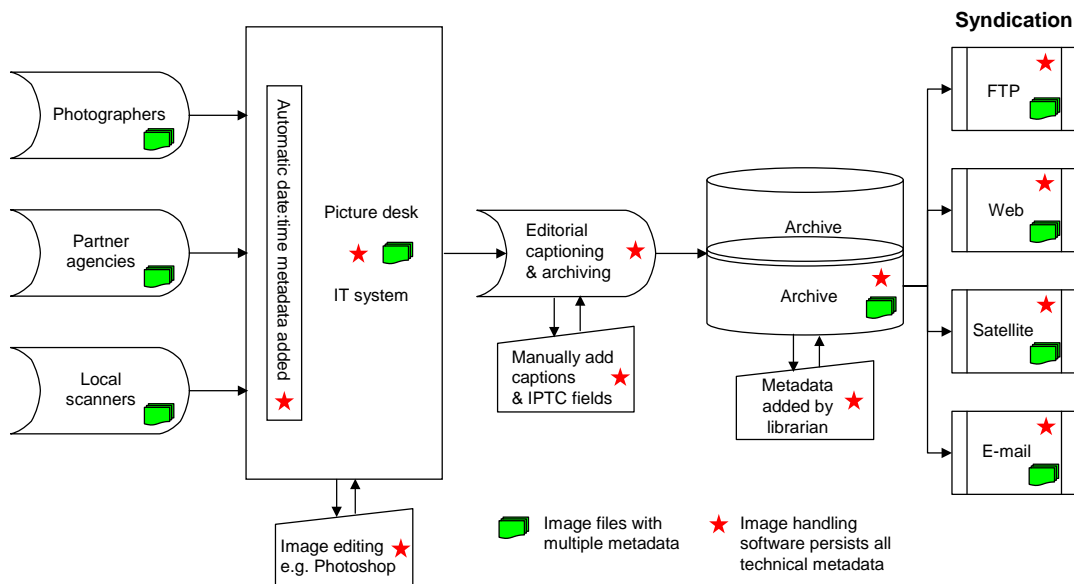 Syndication
Photographers
Partner
agencies
Local
scanners
Automatic date:time metadata added
Picture desk
IT system
Image editing
e.g. Photoshop
Editorial
captioning
& archiving
Manually add
captions
& IPTC fields
Archive
Archive
Metadata
added by
librarian
FTP
Web
Satellite
E-mail
Image files with
multiple metadata
Image handling
software persists all
technical metadata